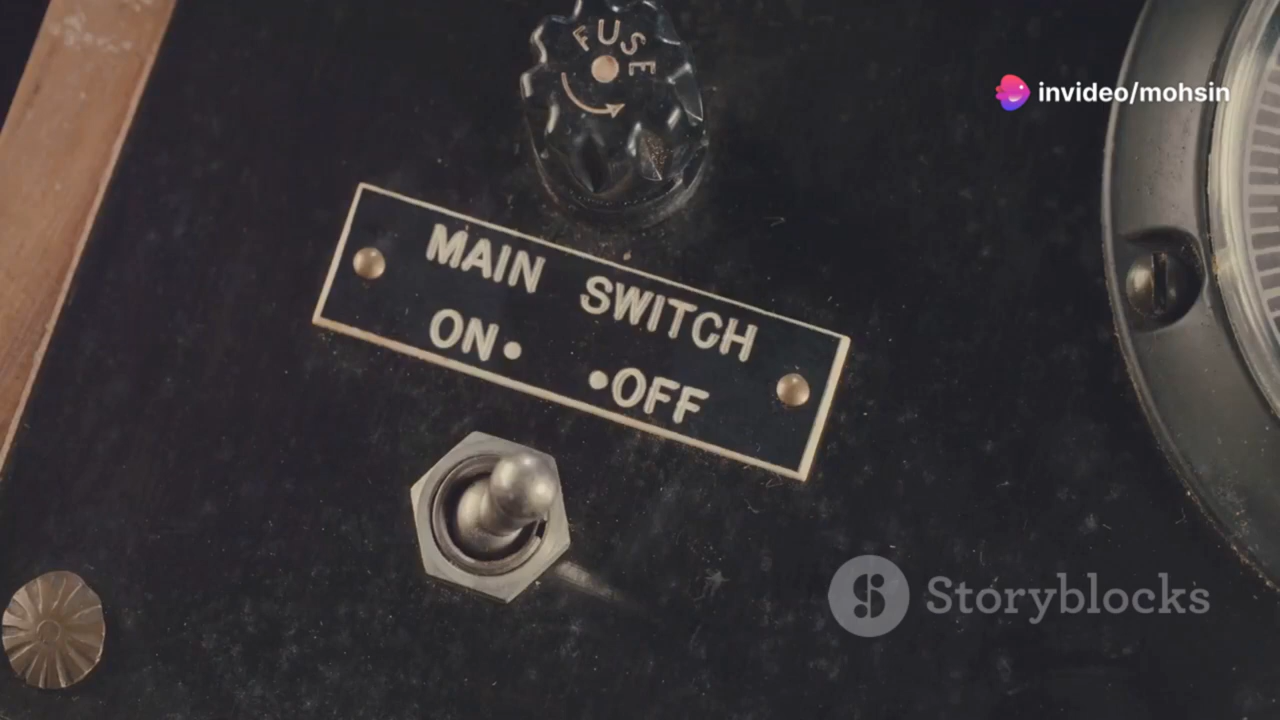 FUSE
invideo/mohsin
MAIN SWITCH
ON• •OFF
Storyblocks